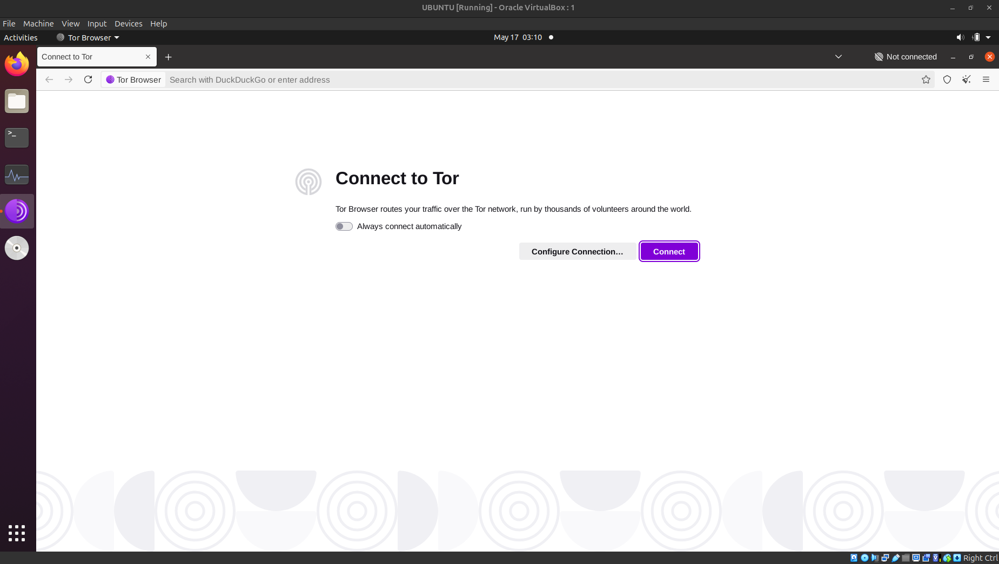 UBUNTU [Running] - Oracle VirtualBox : 1
File Machine View Input Devices Help
Activities Tor Browser May 17 03:10
Connect to Tor Not connected
Tor Browser Search with DuckDuckGo or enter address
>_
Connect to Tor
Tor Browser routes your traffic over the Tor network, run by thousands of volunteers around the world.
Always connect automatically
Configure Connection… Connect
Right Ctrl